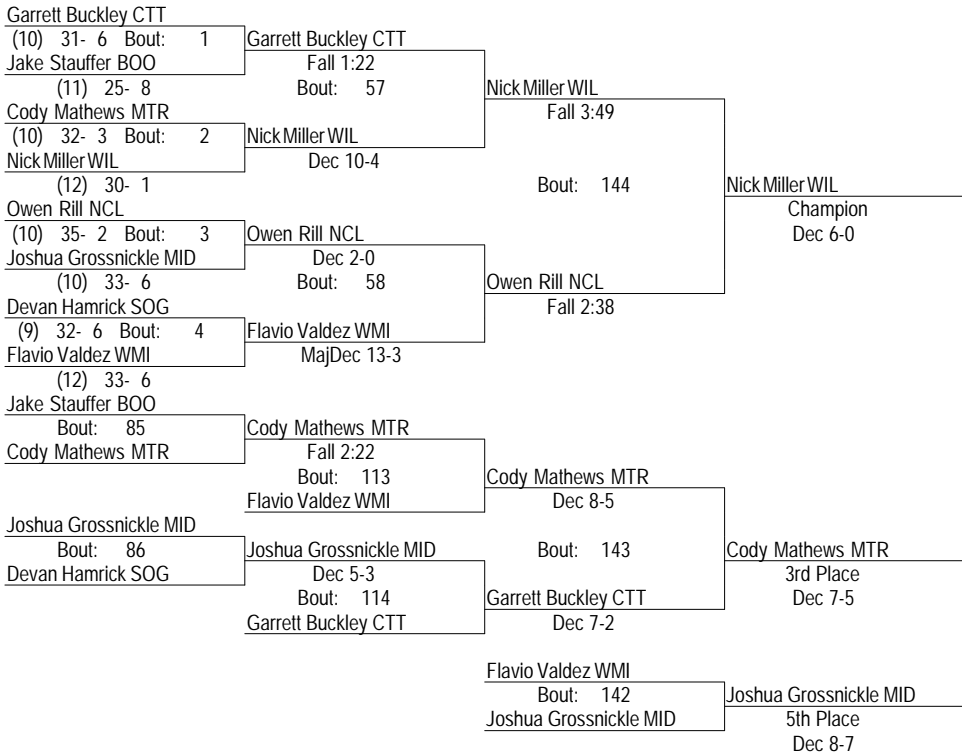 Garrett Buckley CTT
(10) 31- 6 Bout: 1
Garrett Buckley CTT
Jake Stauffer BOO
Fall 1:22
(11) 25- 8
Bout: 57
Nick Miller WIL
Cody Mathews MTR
Fall 3:49
(10) 32- 3 Bout: 2
Nick Miller WIL
Nick Miller WIL
Dec 10-4
(12) 30- 1
Bout: 144
Nick Miller WIL
Owen Rill NCL
Champion
(10) 35- 2 Bout: 3
Owen Rill NCL
Dec 6-0
Joshua Grossnickle MID
Dec 2-0
(10) 33- 6
Bout: 58
Owen Rill NCL
Devan Hamrick SOG
Fall 2:38
(9) 32- 6 Bout: 4
Flavio Valdez WMI
Flavio Valdez WMI
MajDec 13-3
(12) 33- 6
Jake Stauffer BOO
Bout: 85
Cody Mathews MTR
Cody Mathews MTR
Fall 2:22
Bout: 113
Cody Mathews MTR
Flavio Valdez WMI
Dec 8-5
Joshua Grossnickle MID
Bout: 86
Joshua Grossnickle MID
Bout: 143
Cody Mathews MTR
Devan Hamrick SOG
Dec 5-3
3rd Place
Bout: 114
Garrett Buckley CTT
Dec 7-5
Garrett Buckley CTT
Dec 7-2
Flavio Valdez WMI
Bout: 142
Joshua Grossnickle MID
Joshua Grossnickle MID
5th Place
Dec 8-7